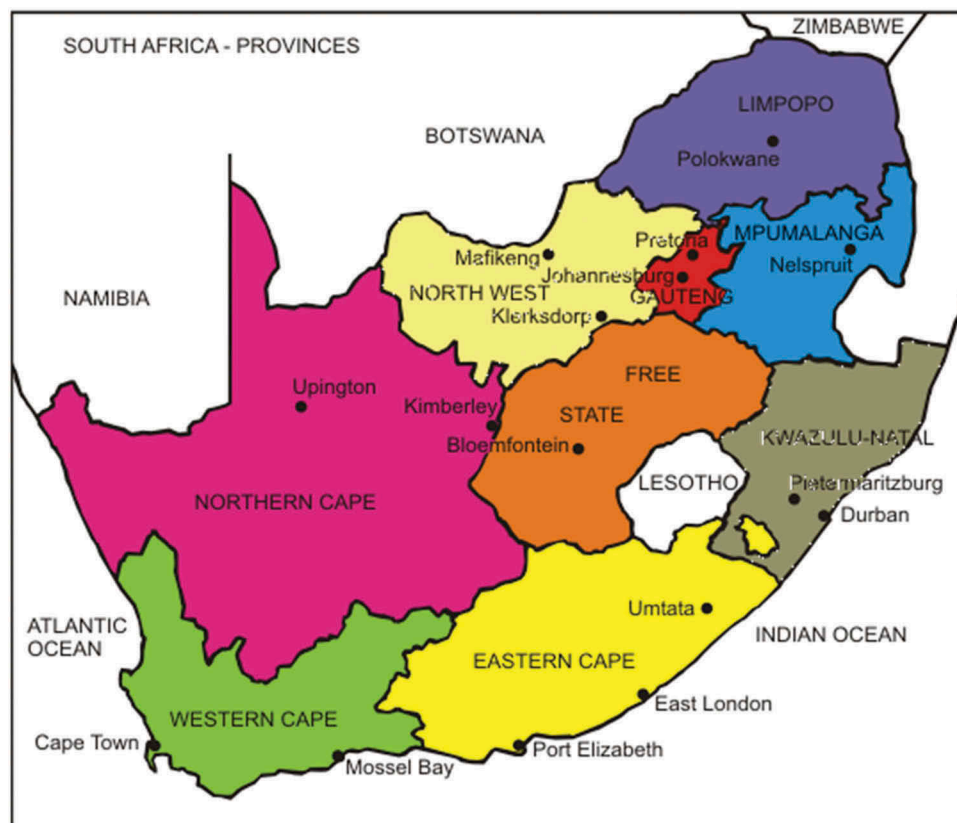 ZIMBABWE
SOUTH AFRICA - PROVINCES
LIMPOPO
BOTSWANA
Polokwane
MPUMALANGA
Pretoria
Mafikeng
Nelspruit
Johannesburg
NORTH WEST
GAUTENG
NAMIBIA
Klerksdorp
FREE
STATE
Upington
Kimberley
Bloemfontein
KWAZULU-NATAL
LESOTHO
Pietermaritzburg
NORTHERN CAPE
Durban
Umtata
ATLANTIC
OCEAN
INDIAN OCEAN
EASTERN CAPE
East London
WESTERN CAPE
Cape Town
Port Elizabeth
Mossel Bay